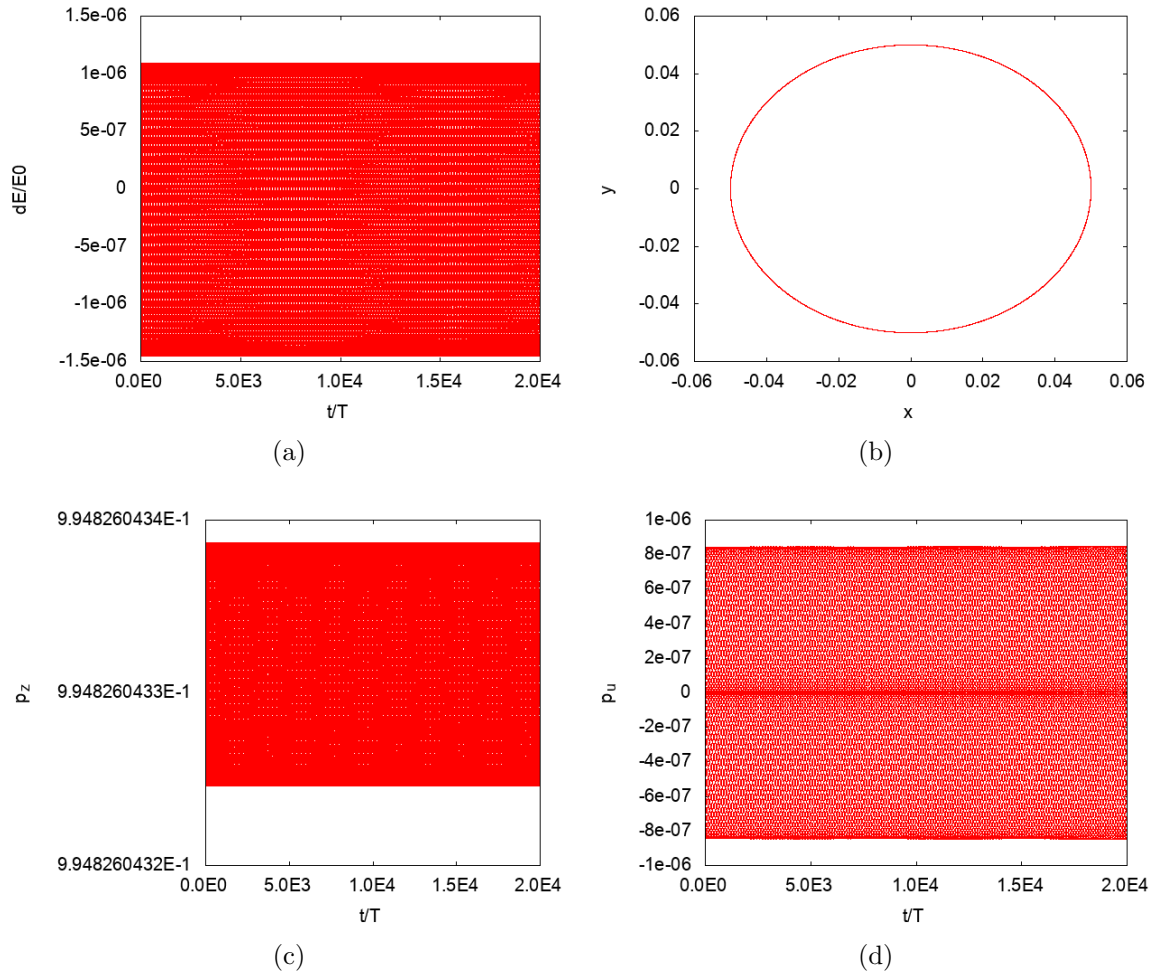 1.5e-06
1e-06
5e-07
0
-5e-07
-1e-06
-1.5e-06
dE/E0
0.0E0 5.0E3 1.0E4 1.5E4 2.0E4
t/T
(a)
0.06
0.04
0.02
0
-0.02
-0.04
-0.06
y
-0.06 -0.04 -0.02 0 0.02 0.04 0.06
x
(b)
9.948260434E-1
9.948260433E-1
9.948260432E-1
pz
0.0E0 5.0E3 1.0E4 1.5E4 2.0E4
t/T
(c)
1e-06
8e-07
6e-07
4e-07
2e-07
0
-2e-07
-4e-07
-6e-07
-8e-07
-1e-06
pu
0.0E0 5.0E3 1.0E4 1.5E4 2.0E4
t/T
(d)